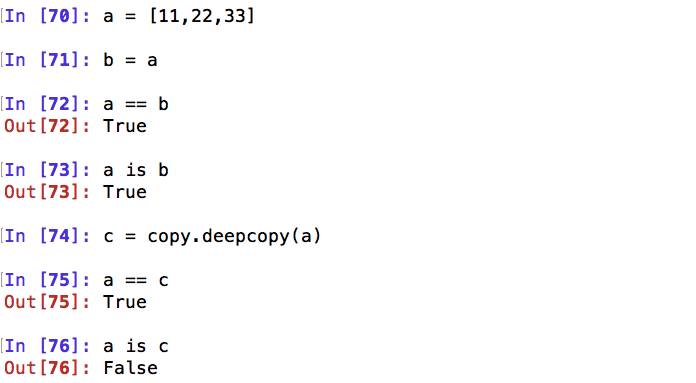 In [70]: a = [11,22,33]
In [71]: b = a
In [72]: a == b
Out[72]: True
In [73]: a is b
Out[73]: True
In [74]: c = copy.deepcopy(a)
In [75]: a == c
Out[75]: True
In [76]: a is c
Out[76]: False